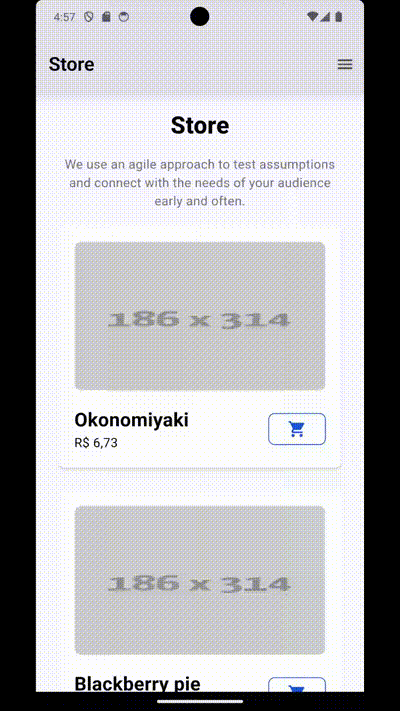 4:57
Store
Store
We use an agile approach to test assumptions
and connect with the needs of your audience
early and often.
186 x 314
Okonomiyaki
R$ 6,73
186 x 314
Blackberry pie